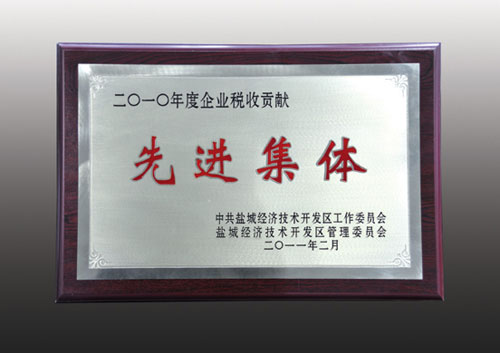 二〇一〇年度企业税收贡献
先进集体
中共盐城经济技术开发区工作委员会
盐城经济技术开发区管理委员会
二〇一一年二月